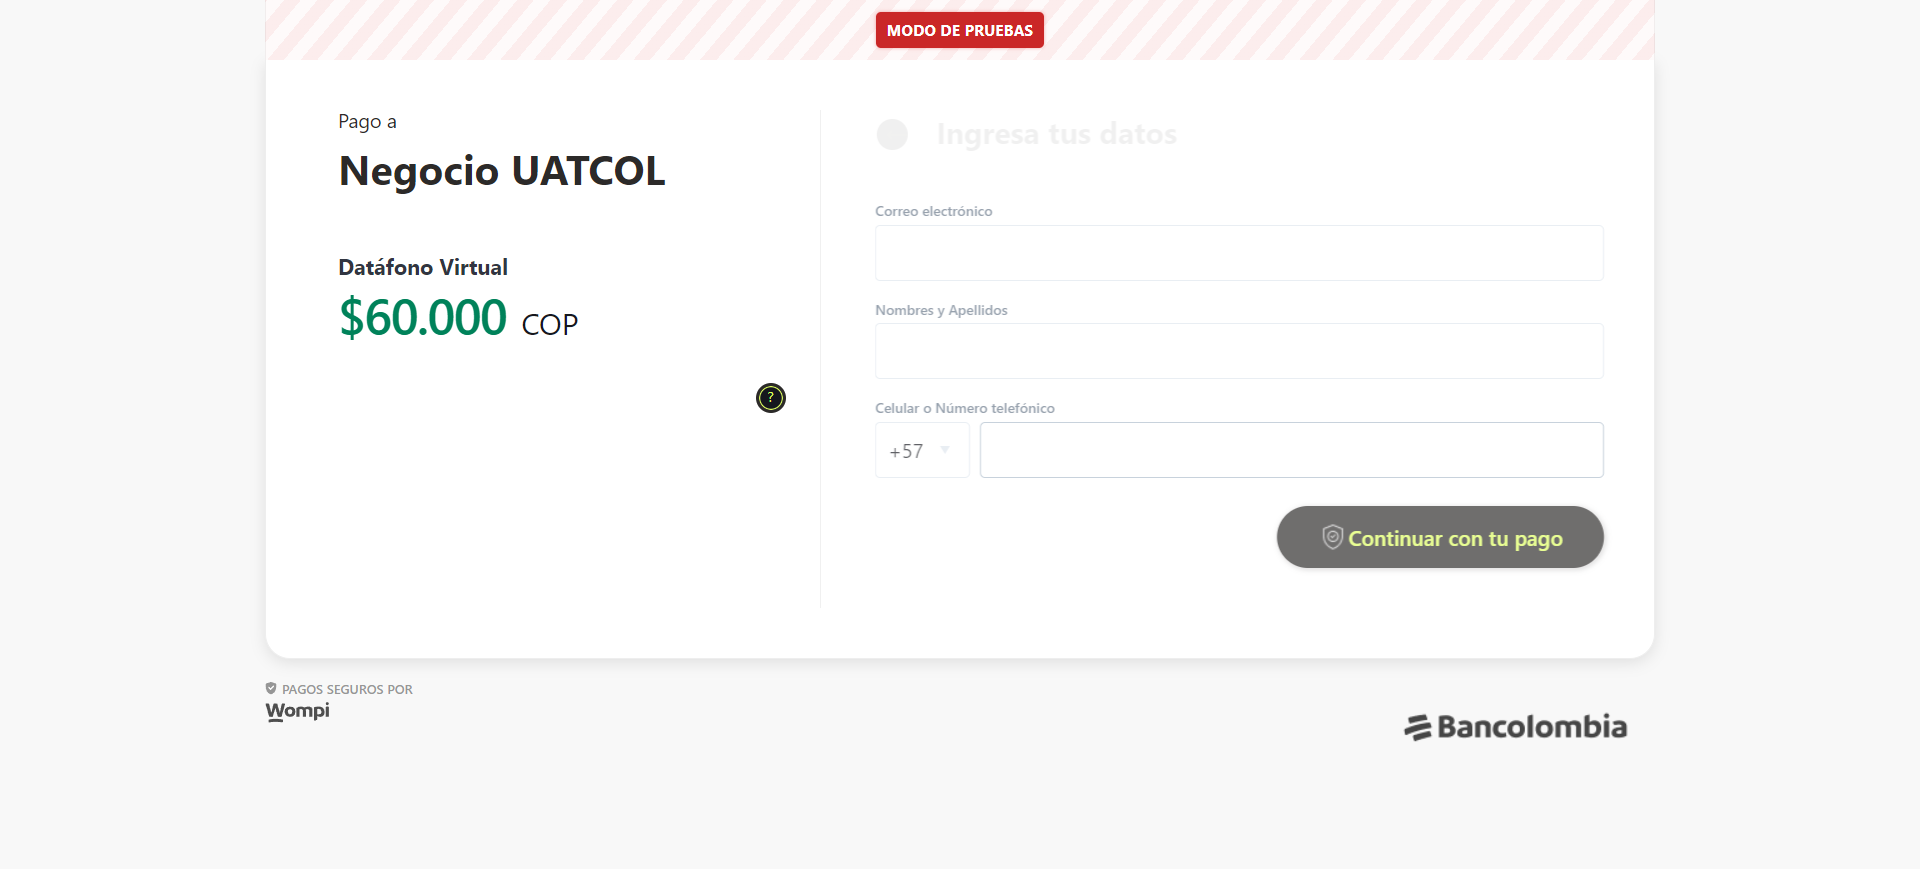 MODO DE PRUEBAS
Pago a
Negocio UATCOL
Datáfono Virtual
$60.000 COP
?
Ingresa tus datos
Correo electrónico
Nombres y Apellidos
Celular o Número telefónico
+57
Continuar con tu pago
PAGOS SEGUROS POR
Wompi
Bancolombia